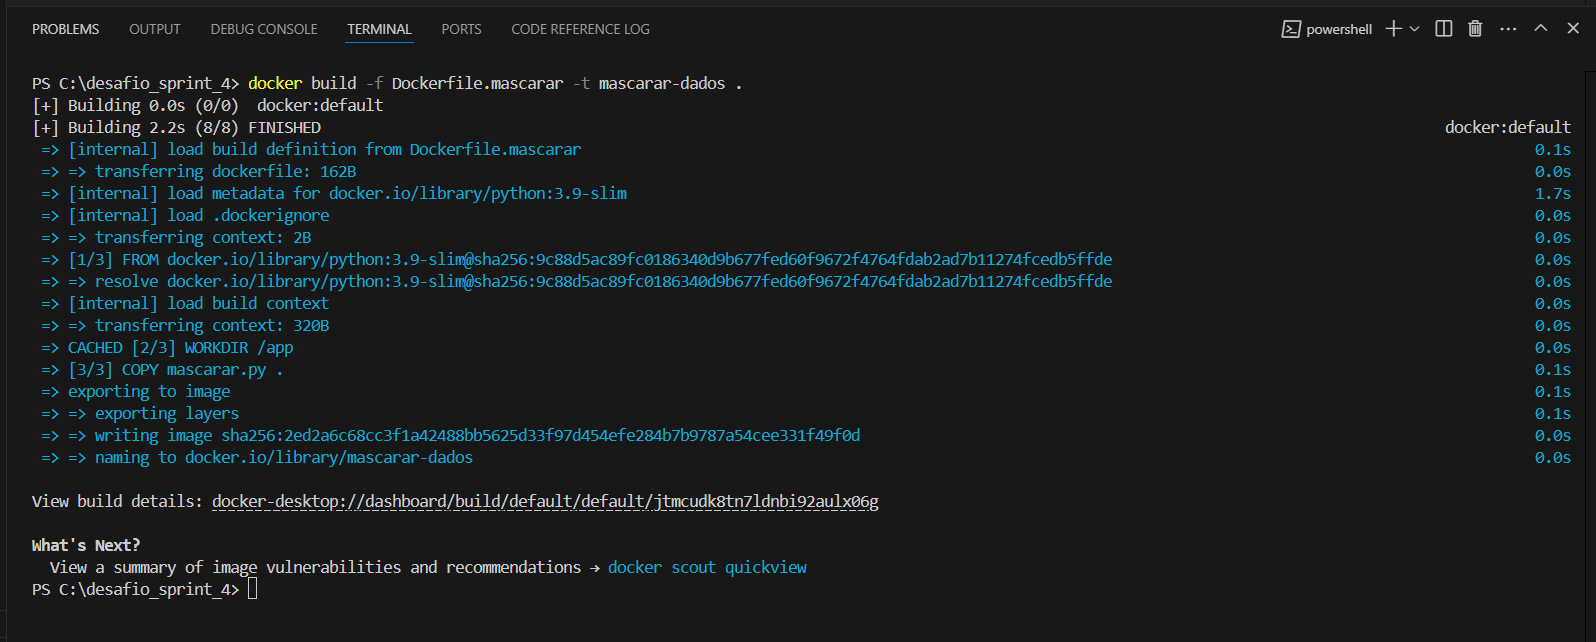 PROBLEMS OUTPUT DEBUG CONSOLE TERMINAL PORTS CODE REFERENCE LOG powershell
PS C:\desafio_sprint_4> docker build -f Dockerfile.mascarar -t mascarar-dados .
[+] Building 0.0s (0/0)  docker:default
[+] Building 2.2s (8/8) FINISHED docker:default
=> [internal] load build definition from Dockerfile.mascarar 0.1s
=> => transferring dockerfile: 162B 0.0s
=> [internal] load metadata for docker.io/library/python:3.9-slim 1.7s
=> [internal] load .dockerignore 0.0s
=> => transferring context: 2B 0.0s
=> [1/3] FROM docker.io/library/python:3.9-slim@sha256:9c88d5ac89fc0186340d9b677fed60f9672f4764fdab2ad7b11274fcedb5ffde 0.0s
=> => resolve docker.io/library/python:3.9-slim@sha256:9c88d5ac89fc0186340d9b677fed60f9672f4764fdab2ad7b11274fcedb5ffde 0.0s
=> [internal] load build context 0.0s
=> => transferring context: 320B 0.0s
=> CACHED [2/3] WORKDIR /app 0.0s
=> [3/3] COPY mascarar.py . 0.1s
=> exporting to image 0.1s
=> => exporting layers 0.1s
=> => writing image sha256:2ed2a6c68cc3f1a42488bb5625d33f97d454efe284b7b9787a54cee331f49f0d 0.0s
=> => naming to docker.io/library/mascarar-dados 0.0s
View build details: docker-desktop://dashboard/build/default/default/jtmcudk8tn7ldnbi92aulx06g
What's Next?
View a summary of image vulnerabilities and recommendations → docker scout quickview
PS C:\desafio_sprint_4>